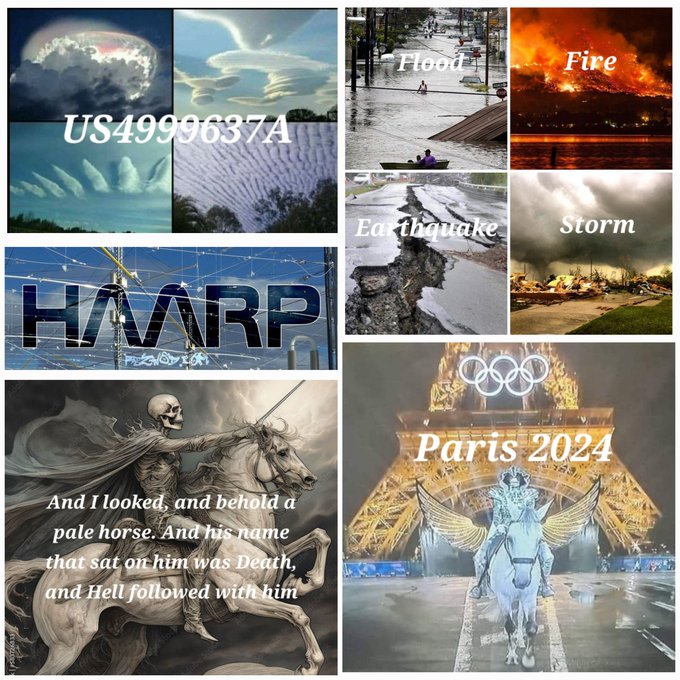 US4999637A
Flood
Fire
Earthquake
Storm
HAARP
Paris 2024
And I looked, and behold a
pale horse. And his name
that sat on him was Death,
and Hell followed with him